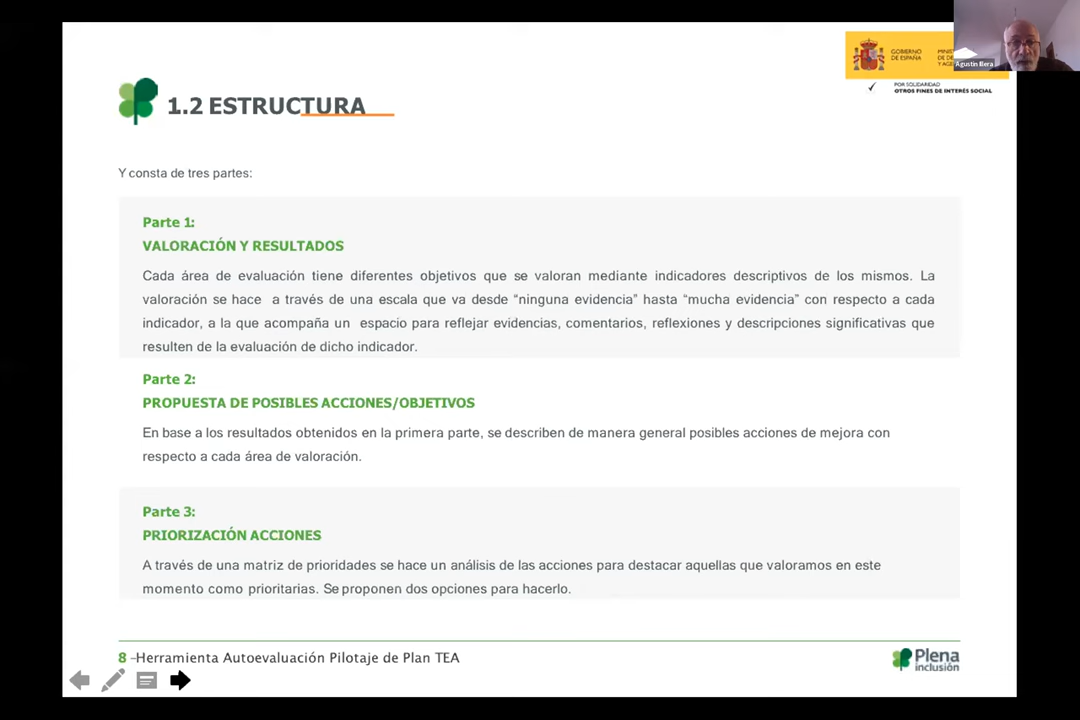 GOBIERNO
DE ESPAÑA
Agustin Illera
POR SOLIDARIDAD
OTROS FINES DE INTERÉS SOCIAL
1.2 ESTRUCTURA
Y consta de tres partes:
Parte 1:
VALORACIÓN Y RESULTADOS
Cada área de evaluación tiene diferentes objetivos que se valoran mediante indicadores descriptivos de los mismos. La
valoración se hace a través de una escala que va desde “ninguna evidencia” hasta “mucha evidencia” con respecto a cada
indicador, a la que acompaña un espacio para reflejar evidencias, comentarios, reflexiones y descripciones significativas que
resulten de la evaluación de dicho indicador.
Parte 2:
PROPUESTA DE POSIBLES ACCIONES/OBJETIVOS
En base a los resultados obtenidos en la primera parte, se describen de manera general posibles acciones de mejora con
respecto a cada área de valoración.
Parte 3:
PRIORIZACIÓN ACCIONES
A través de una matriz de prioridades se hace un análisis de las acciones para destacar aquellas que valoramos en este
momento como prioritarias. Se proponen dos opciones para hacerlo.
8 –Herramienta Autoevaluación Pilotaje de Plan TEA
Plena
inclusión